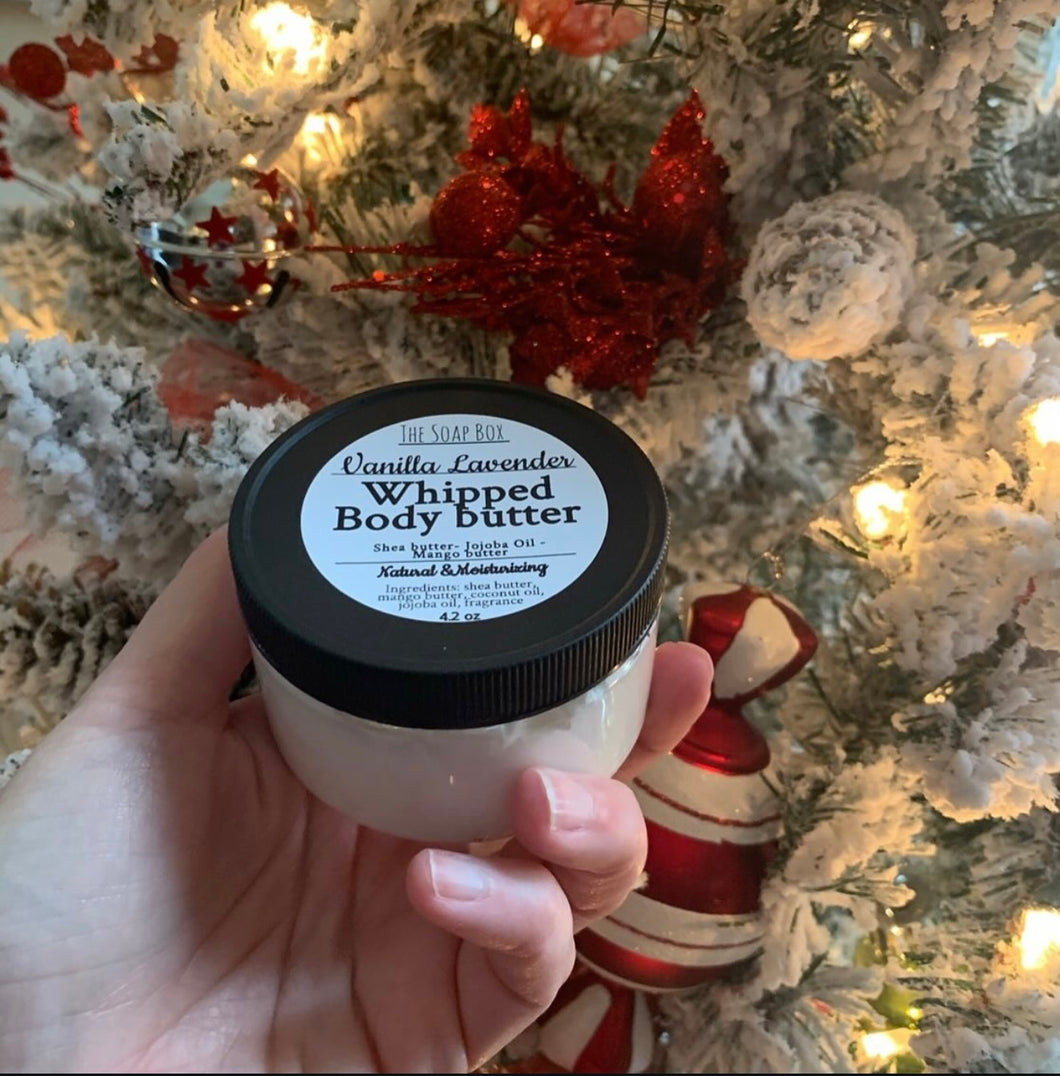 THE SOAP BOX
Vanilla Lavender
Whipped
Body butter
Shea butter- Jojoba Oil -
Mango butter
Natural &Moisturizing
Ingredients: shea butter,
mango butter, coconut oil,
jojoba oil, fragrance
4.2 oz